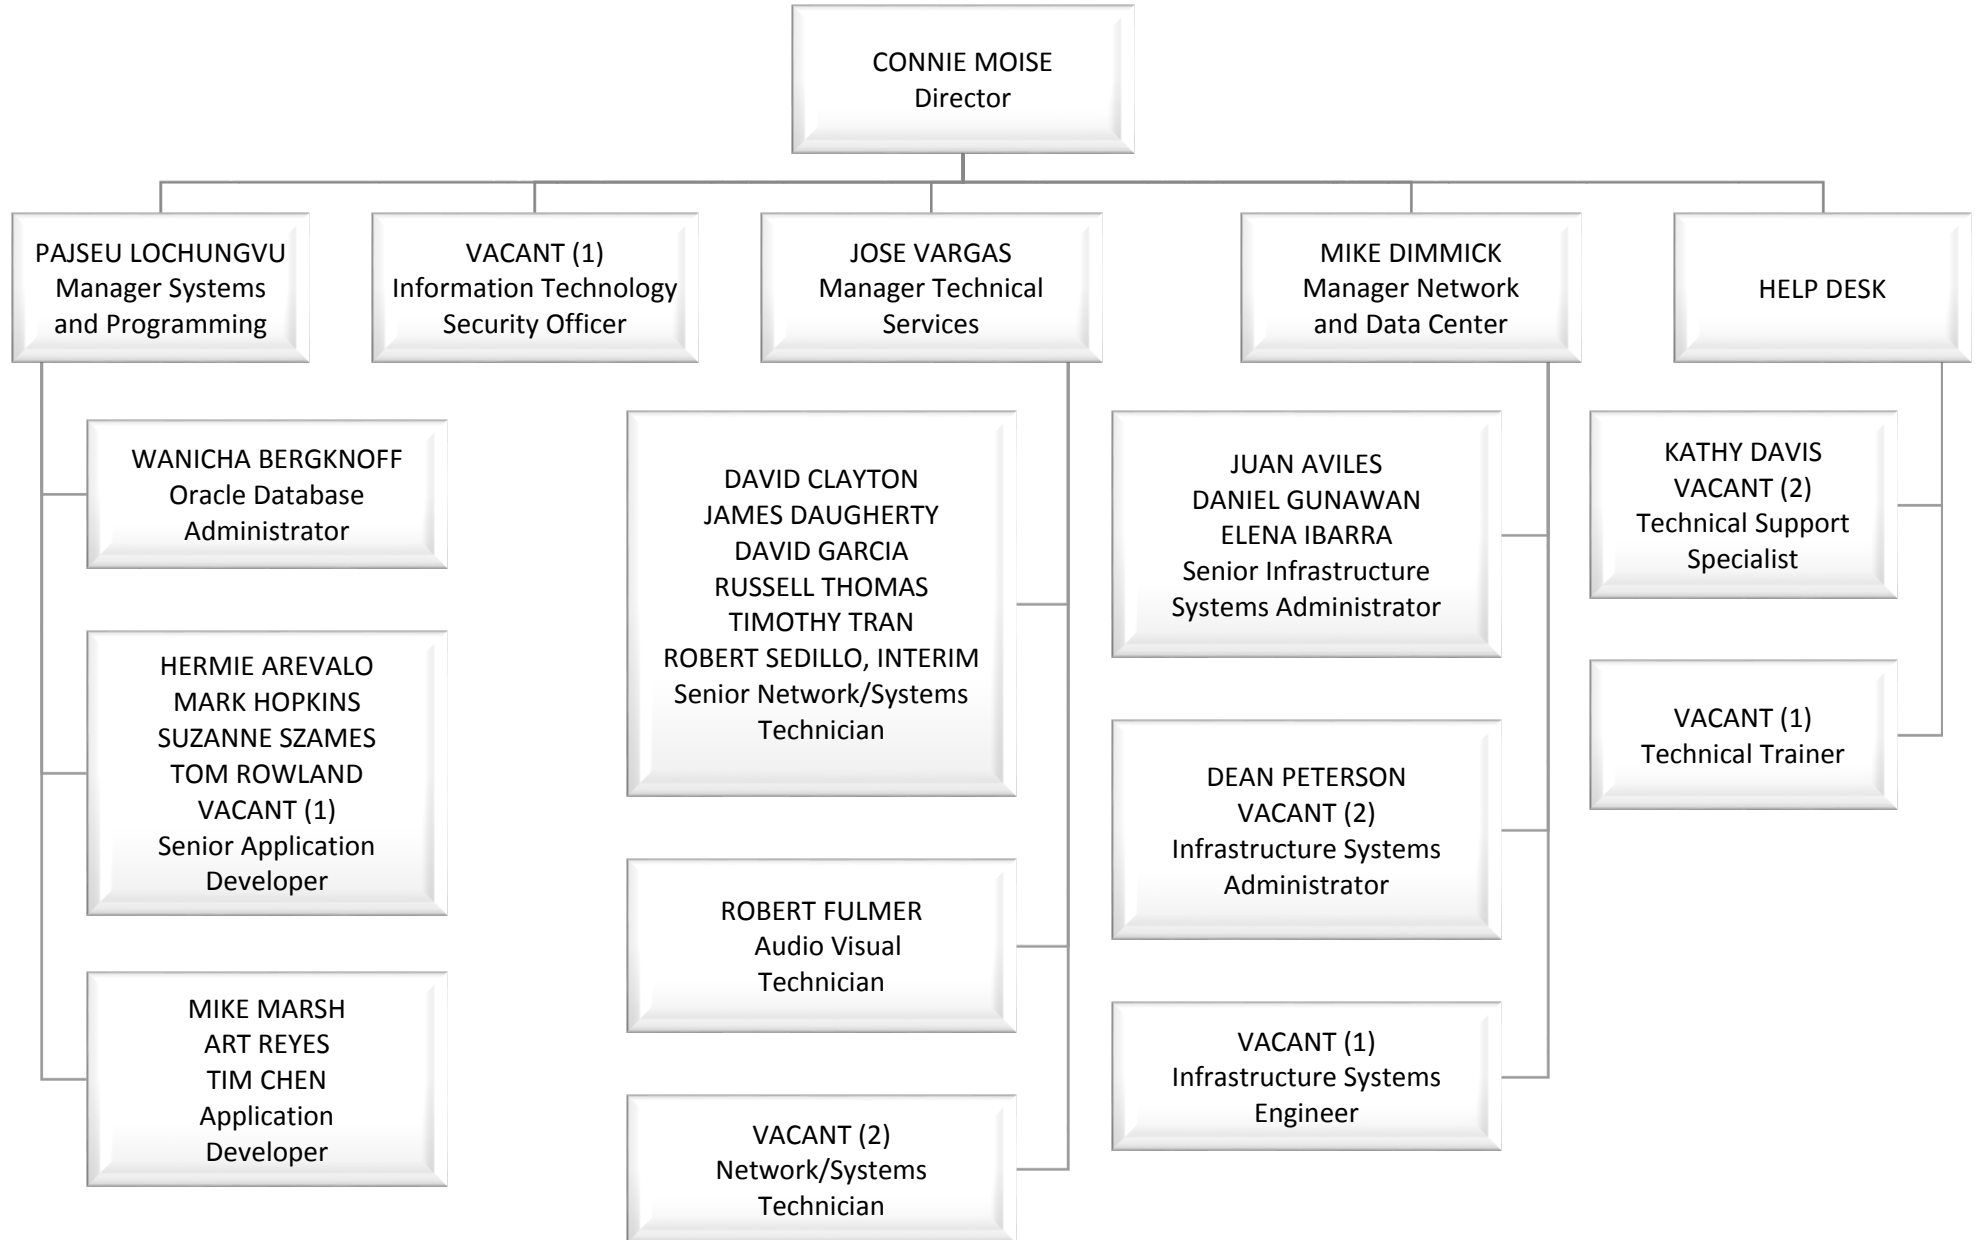 CONNIE MOISE
Director
PAJSEU LOCHUNGVU
Manager Systems
and Programming
VACANT (1)
Information Technology
Security Officer
JOSE VARGAS
Manager Technical
Services
MIKE DIMMICK
Manager Network
and Data Center
HELP DESK
WANICHA BERGKNOFF
Oracle Database
Administrator
HERMIE AREVALO
MARK HOPKINS
SUZANNE SZAMES
TOM ROWLAND
VACANT (1)
Senior Application
Developer
MIKE MARSH
ART REYES
TIM CHEN
Application
Developer
DAVID CLAYTON
JAMES DAUGHERTY
DAVID GARCIA
RUSSELL THOMAS
TIMOTHY TRAN
ROBERT SEDILLO, INTERIM
Senior Network/Systems
Technician
ROBERT FULMER
Audio Visual
Technician
VACANT (2)
Network/Systems
Technician
JUAN AVILES
DANIEL GUNAWAN
ELENA IBARRA
Senior Infrastructure
Systems Administrator
DEAN PETERSON
VACANT (2)
Infrastructure Systems
Administrator
VACANT (1)
Infrastructure Systems
Engineer
KATHY DAVIS
VACANT (2)
Technical Support
Specialist
VACANT (1)
Technical Trainer